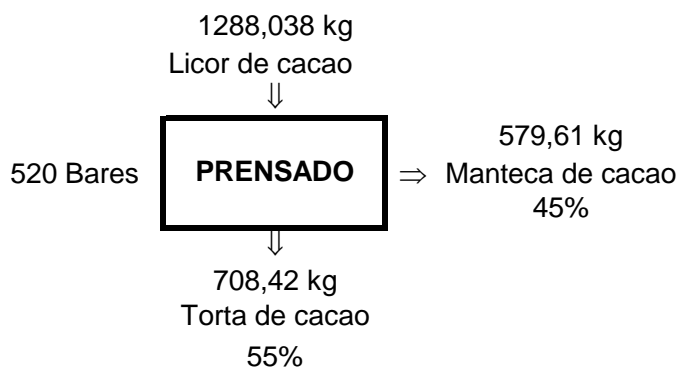 1288,038 kg
Licor de cacao
⇓
520 Bares
PRENSADO
⇒
579,61 kg
Manteca de cacao
45%
⇓
708,42 kg
Torta de cacao
55%